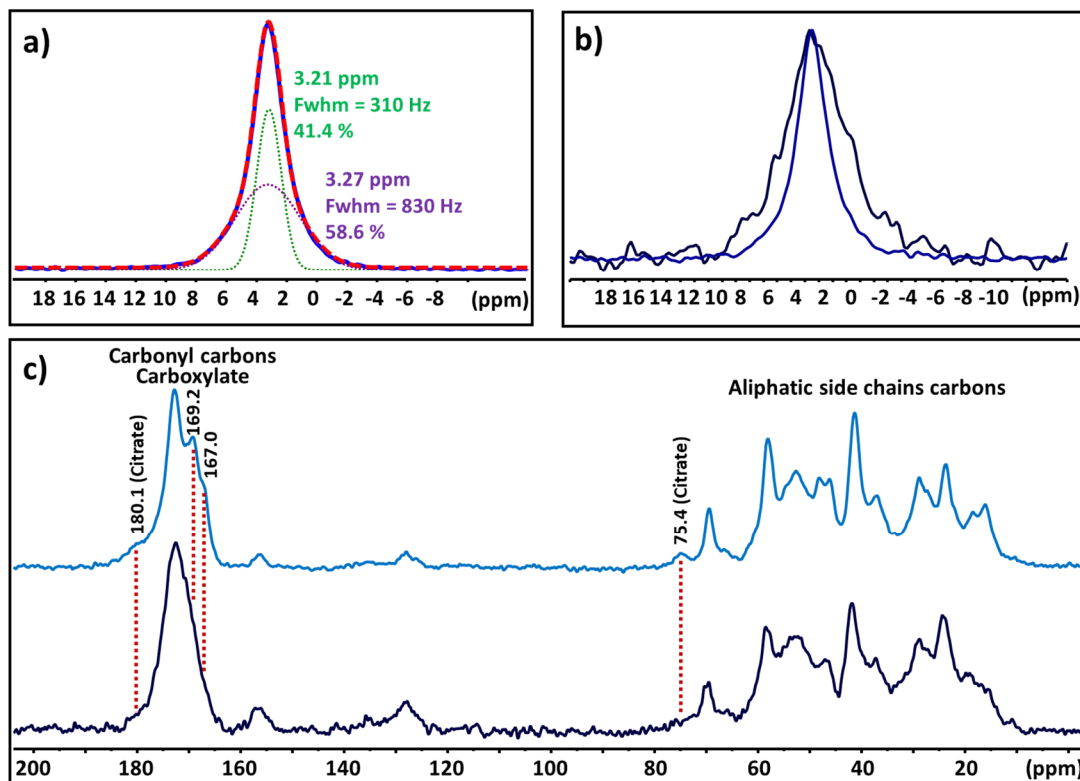 a)
3.21 ppm
Fwhm = 310 Hz
41.4 %
3.27 ppm
Fwhm = 830 Hz
58.6 %
18 16 14 12 10 8 6 4 2 0 -2 -4 -6 -8 (ppm)
b)
18 16 14 12 10 8 6 4 2 0 -2 -4 -6 -8 -10 (ppm)
c)
Carbonyl carbons
Carboxylate
180.1 (Citrate)
169.2
167.0
Aliphatic side chains carbons
75.4 (Citrate)
200 180 160 140 120 100 80 60 40 20 (ppm)